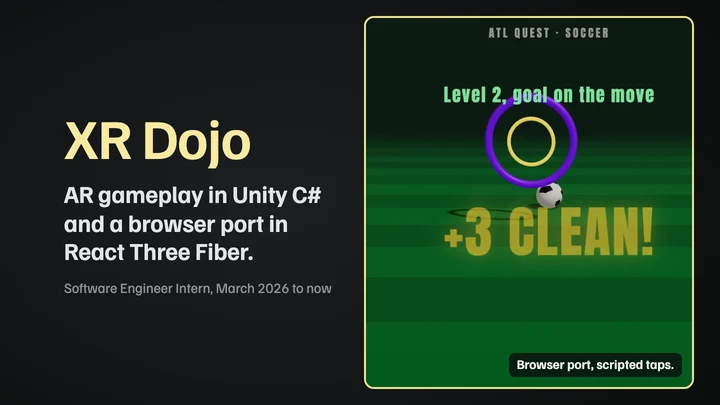 XR Dojo
AR gameplay in Unity C#
and a browser port in
React Three Fiber.
Software Engineer Intern, March 2026 to now
ATL QUEST · SOCCER
Level 2, goal on the move
+3 CLEAN!
Browser port, scripted taps.